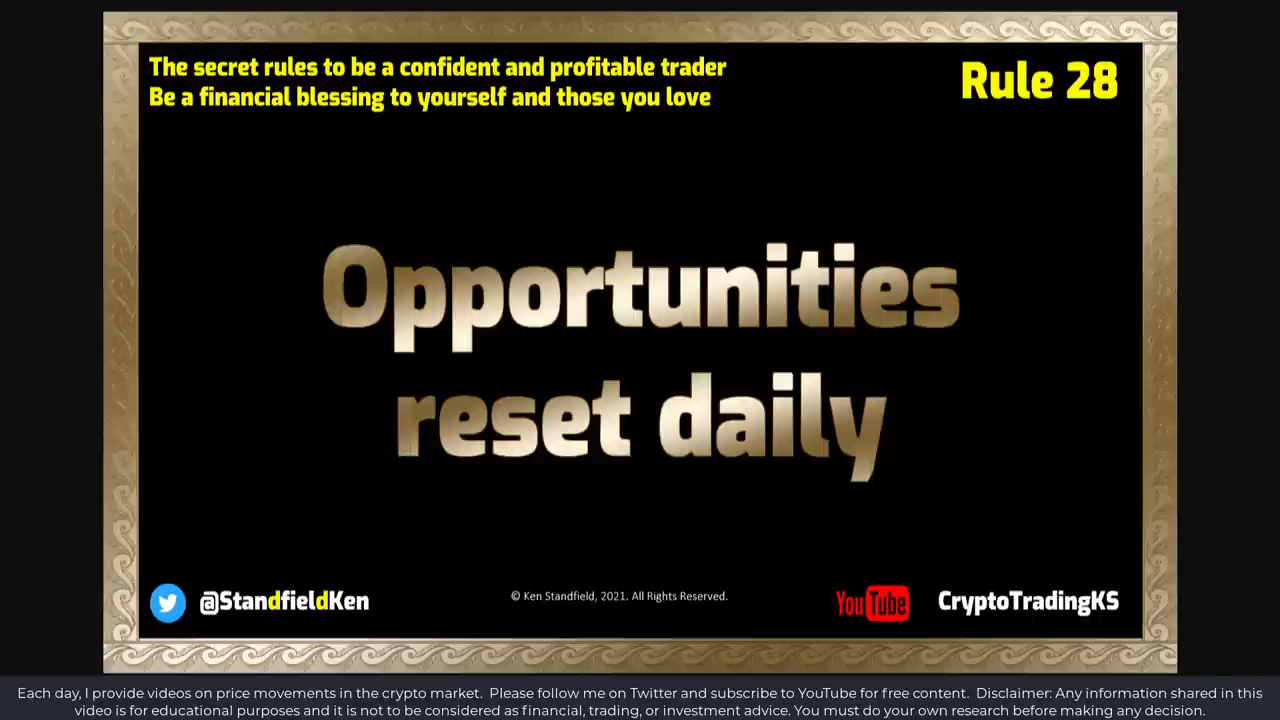 The secret rules to be a confident and profitable trader
Be a financial blessing to yourself and those you love
Rule 28
Opportunities
reset daily
@StandfieldKen
© Ken Standfield, 2021. All Rights Reserved.
YouTube
CryptoTradingKS
Each day, I provide videos on price movements in the crypto market. Please follow me on Twitter and subscribe to YouTube for free content. Disclaimer: Any information shared in this
video is for educational purposes and it is not to be considered as financial, trading, or investment advice. You must do your own research before making any decision.